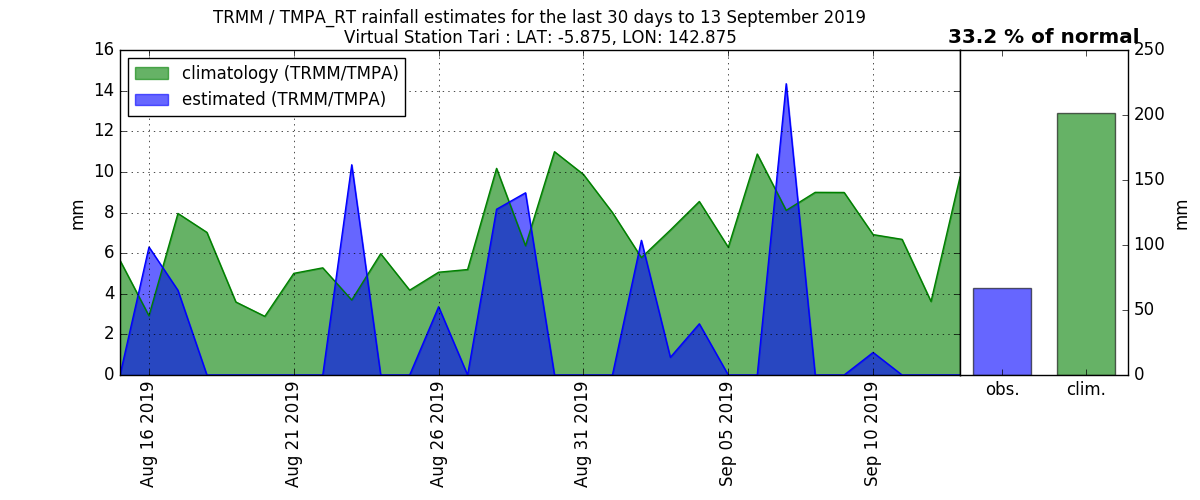 TRMM / TMPA_RT rainfall estimates for the last 30 days to 13 September 2019
Virtual Station Tari : LAT: -5.875, LON: 142.875
33.2 % of normal
climatology (TRMM/TMPA)
estimated (TRMM/TMPA)
16
14
12
10
8
6
4
2
0
mm
Aug 16 2019
Aug 21 2019
Aug 26 2019
Aug 31 2019
Sep 05 2019
Sep 10 2019
250
200
150
100
50
0
mm
obs.
clim.